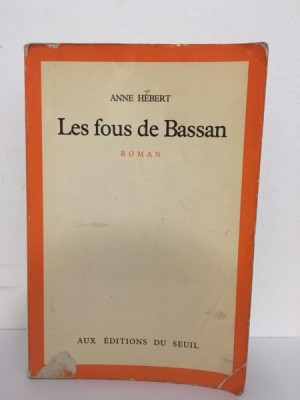 ANNE HÉBERT
Les fous de Bassan
ROMAN
AUX ÉDITIONS DU SEUIL